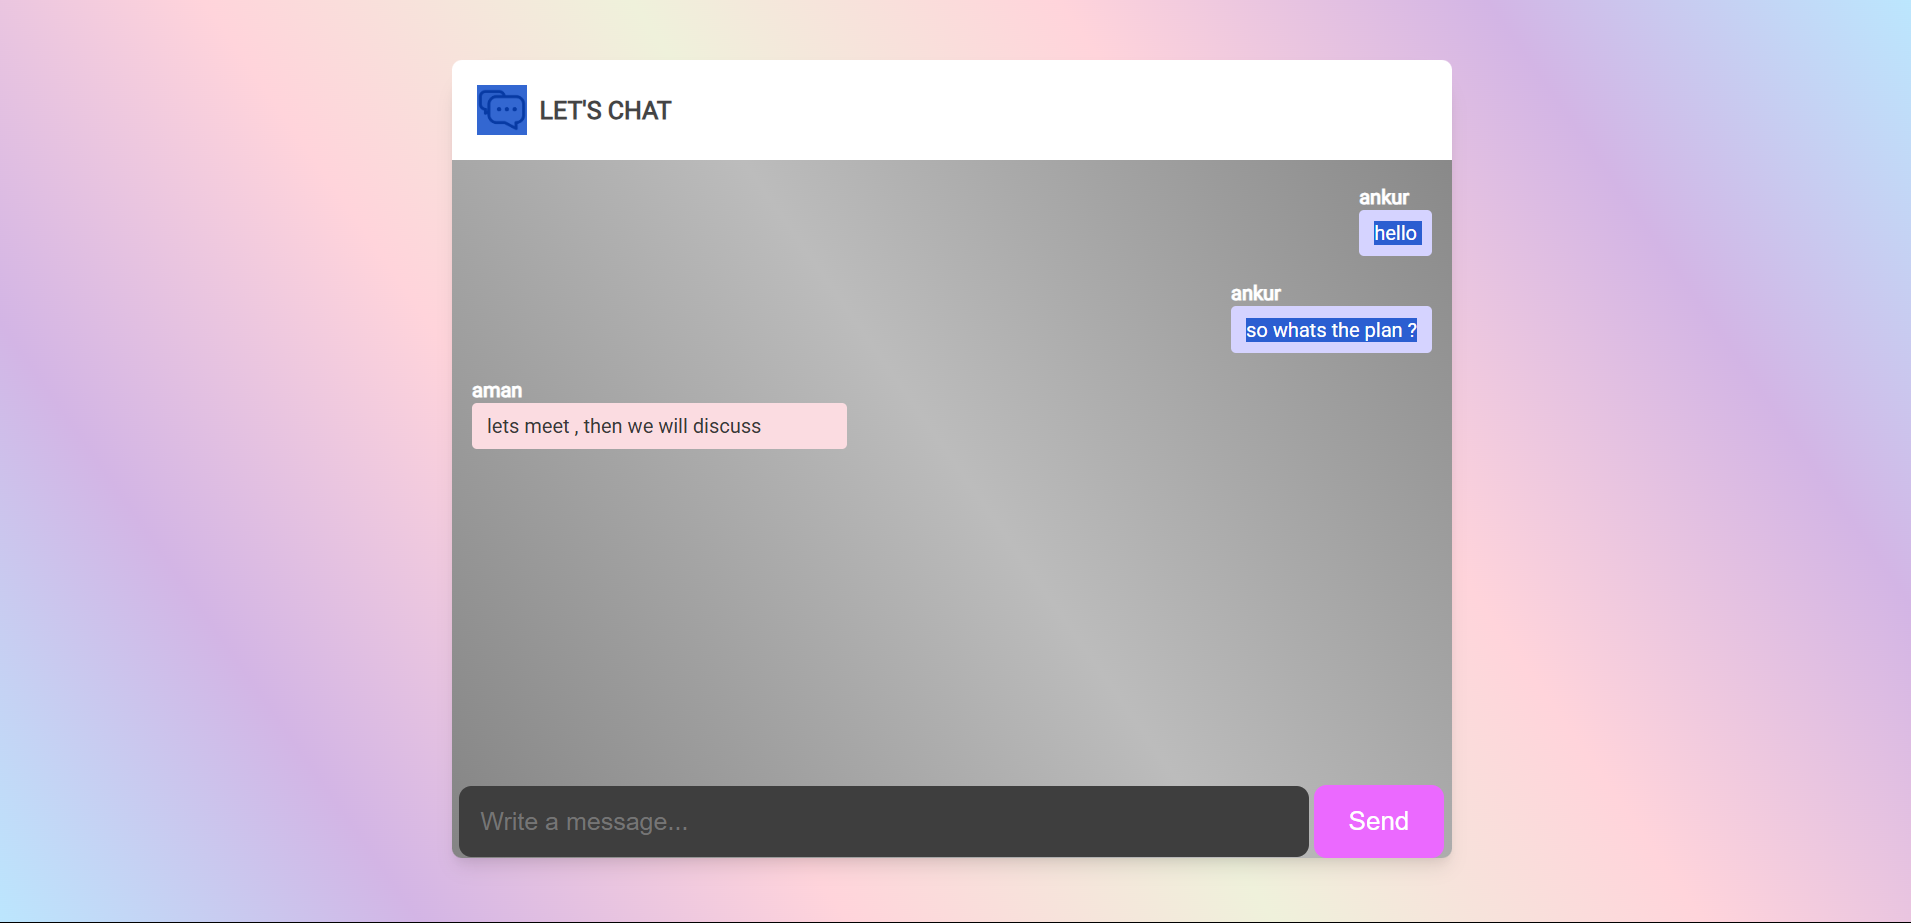 LET'S CHAT
ankur
hello
ankur
so whats the plan ?
aman
lets meet , then we will discuss
Write a message...
Send